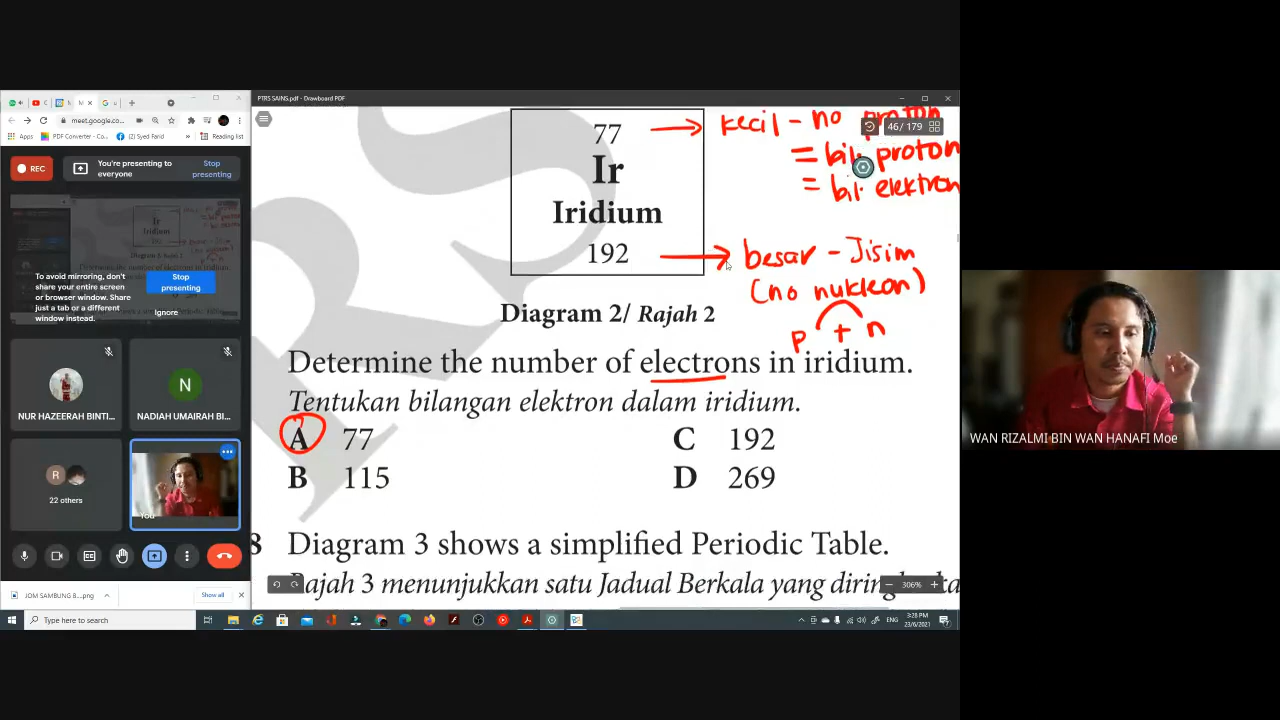 PTRS SAINS.pdf - Drawboard PDF
meet.google.co...
Apps
PDF Converter - Co...
(2) Syed Farid
Reading list
REC
You're presenting to everyone
Stop presenting
To avoid mirroring, don't share your entire screen or browser window. Share just a tab or a different window instead.
Stop presenting
Ignore
NUR HAZEERAH BINTI...
N
NADIAH UMAIRAH BI...
R
22 others
You
JOM SAMBUNG B....png
Show all
46 / 179
77
Ir
Iridium
192
kecil - no proton
= bil. proton
= bil. elektron
besar - Jisim
(no nukleon)
p + n
Diagram 2/ Rajah 2
Determine the number of electrons in iridium.
Tentukan bilangan elektron dalam iridium.
A 77
C 192
B 115
D 269
8 Diagram 3 shows a simplified Periodic Table.
Rajah 3 menunjukkan satu Jadual Berkala yang
306%
Type here to search
ENG
3:28 PM
23/6/2021
WAN RIZALMI BIN WAN HANAFI Moe